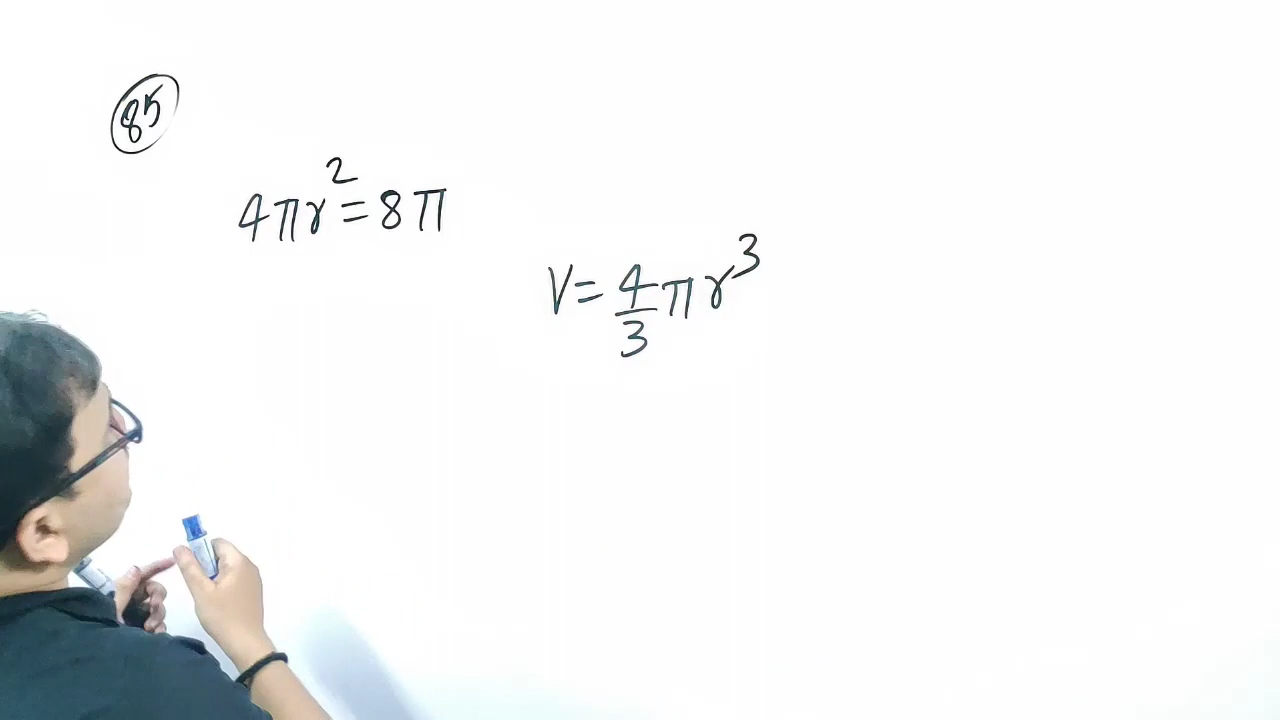 85
4πr² = 8π
V = 4/3 πr³